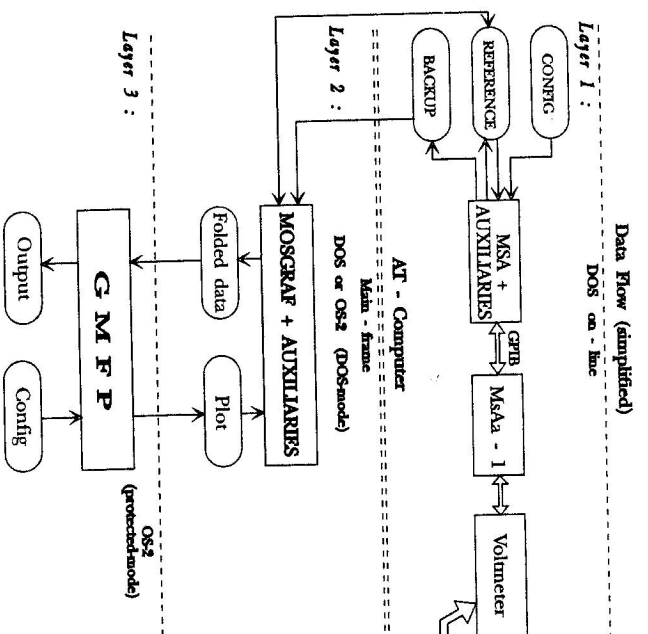 Data Flow (simplified)
DOS on - line
Layer 1 :
CONFIG
REFERENCE
BACKUP
MSA +
AUXILIARIES
GPIB
MsAa - 1
Voltmeter
AT - Computer
Main - frame
Layer 2 :
DOS or OS-2 (DOS-mode)
MOSGRAF + AUXILIARIES
Folded data
Plot
Layer 3 :
OS-2
(protected-mode)
G M F P
Output
Config